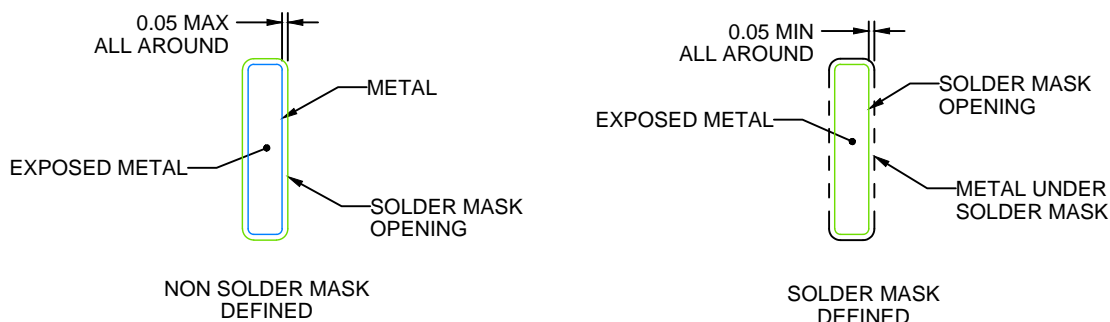 0.05 MAX
ALL AROUND
METAL
EXPOSED METAL
SOLDER MASK
OPENING
NON SOLDER MASK
DEFINED
0.05 MIN
ALL AROUND
SOLDER MASK
OPENING
EXPOSED METAL
METAL UNDER
SOLDER MASK
SOLDER MASK
DEFINED